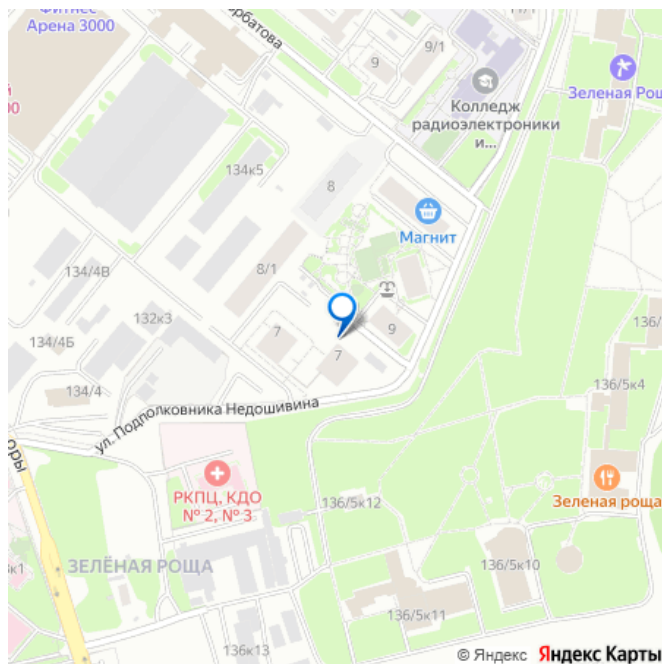 Фитнес
Арена 3000
9/1
9
Колледж
радиоэлектроники
и...
Зеленая Рощ
134к5
8
Магнит
8/1
134/4В
132к3
7
9
7
134/4Б
134/4
136/
136/5к4
ул. Подполковника Недошивина
РКПЦ, КДО
№ 2, № 3
136/5к12
Зеленая роща
ЗЕЛЁНАЯ РОЩА
136/5к10
136/5к11
136к13
© Яндекс Яндекс Карты